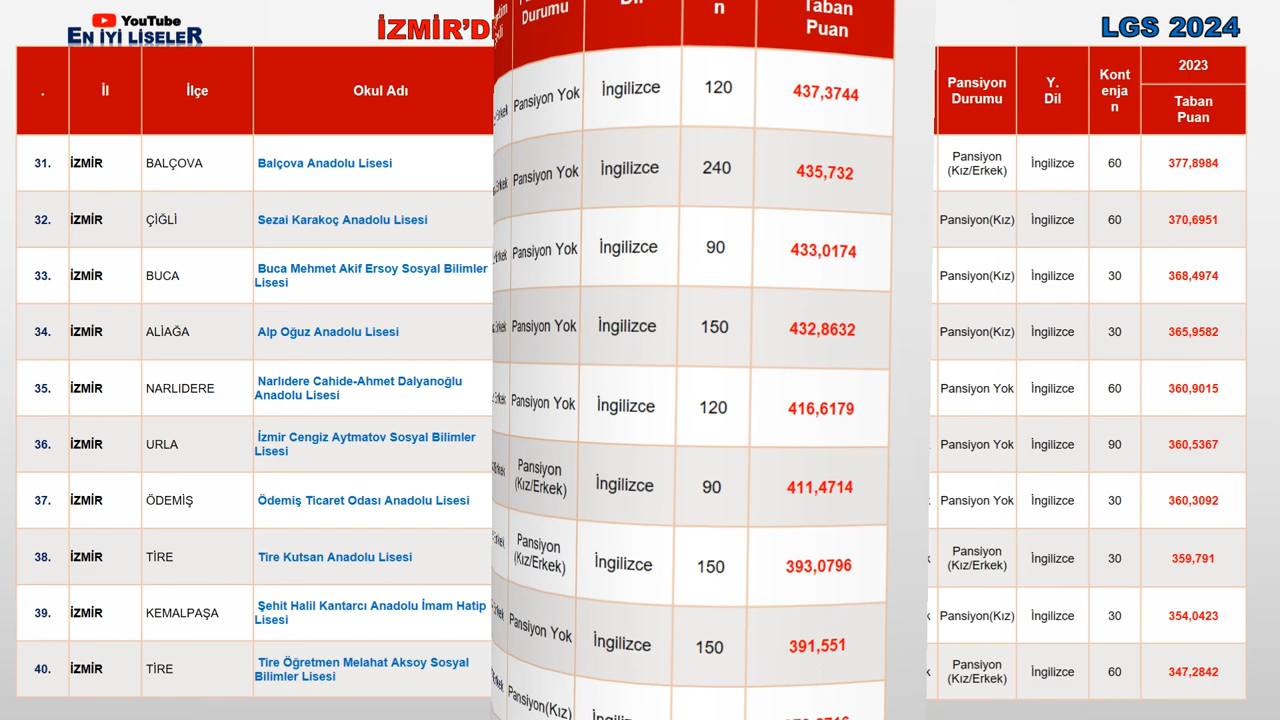 YouTube
EN İYİ LİSELER
İZMİR'D
LGS 2024
. İl İlçe Okul Adı
31. İZMİR BALÇOVA Balçova Anadolu Lisesi
32. İZMİR ÇİĞLİ Sezai Karakoç Anadolu Lisesi
33. İZMİR BUCA Buca Mehmet Akif Ersoy Sosyal Bilimler
Lisesi
34. İZMİR ALİAĞA Alp Oğuz Anadolu Lisesi
35. İZMİR NARLIDERE Narlıdere Cahide-Ahmet Dalyanoğlu
Anadolu Lisesi
36. İZMİR URLA İzmir Cengiz Aytmatov Sosyal Bilimler
Lisesi
37. İZMİR ÖDEMİŞ Ödemiş Ticaret Odası Anadolu Lisesi
38. İZMİR TİRE Tire Kutsan Anadolu Lisesi
39. İZMİR KEMALPAŞA Şehit Halil Kantarcı Anadolu İmam Hatip
Lisesi
40. İZMİR TİRE Tire Öğretmen Melahat Aksoy Sosyal
Bilimler Lisesi
Durumu Dil n Taban
Puan
Pansiyon Yok İngilizce 120 437,3744
Pansiyon Yok İngilizce 240 435,732
Pansiyon Yok İngilizce 90 433,0174
Pansiyon Yok İngilizce 150 432,8632
Pansiyon Yok İngilizce 120 416,6179
Pansiyon
(Kız/Erkek) İngilizce 90 411,4714
Pansiyon
(Kız/Erkek) İngilizce 150 393,0796
Pansiyon Yok İngilizce 150 391,551
Pansiyon(Kız)
Pansiyon
Durumu
Y.
Dil
Kont
enja
n
2023
Taban
Puan
Pansiyon
(Kız/Erkek) İngilizce 60 377,8984
Pansiyon(Kız) İngilizce 60 370,6951
Pansiyon(Kız) İngilizce 30 368,4974
Pansiyon(Kız) İngilizce 30 365,9582
Pansiyon Yok İngilizce 60 360,9015
Pansiyon Yok İngilizce 90 360,5367
Pansiyon Yok İngilizce 30 360,3092
Pansiyon
(Kız/Erkek) İngilizce 30 359,791
Pansiyon(Kız) İngilizce 30 354,0423
Pansiyon
(Kız/Erkek) İngilizce 60 347,2842